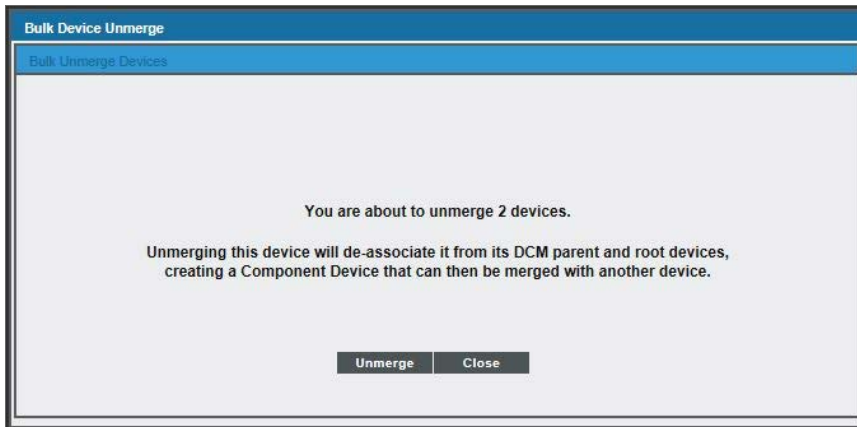 Bulk Device Unmerge
Bulk Unmerge Devices
You are about to unmerge 2 devices.
Unmerging this device will de-associate it from its DCM parent and root devices,
creating a Component Device that can then be merged with another device.
Unmerge Close